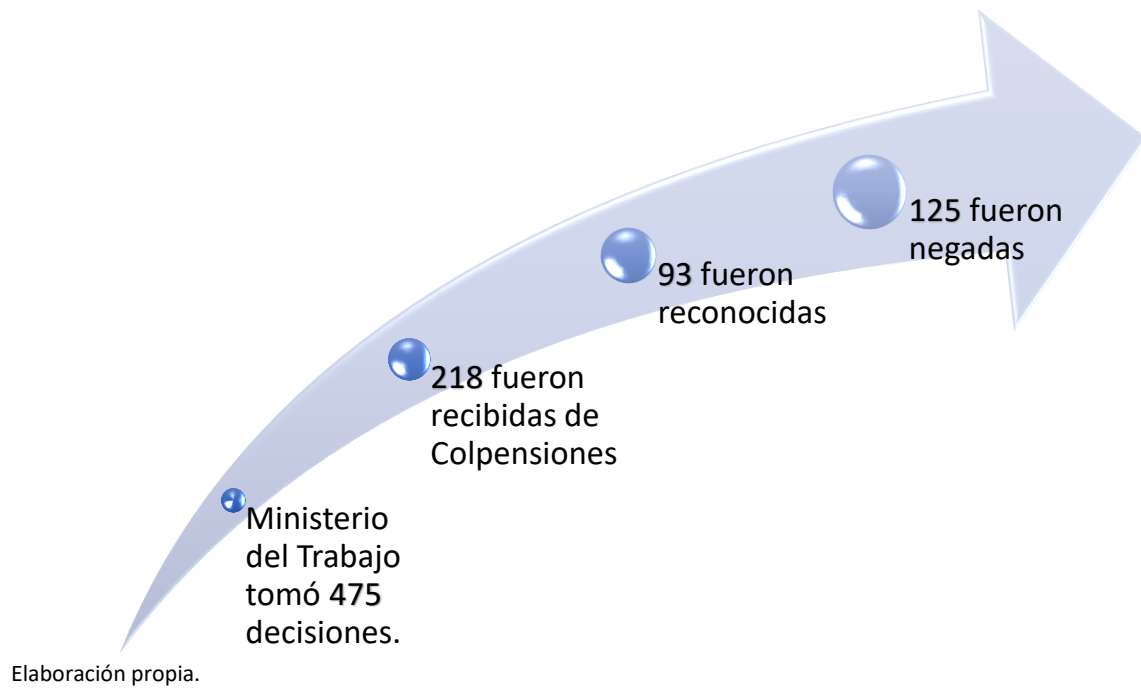 Ministerio
del Trabajo
tomó 475
decisiones.
218 fueron
recibidas de
Colpensiones
93 fueron
reconocidas
125 fueron
negadas
Elaboración propia.